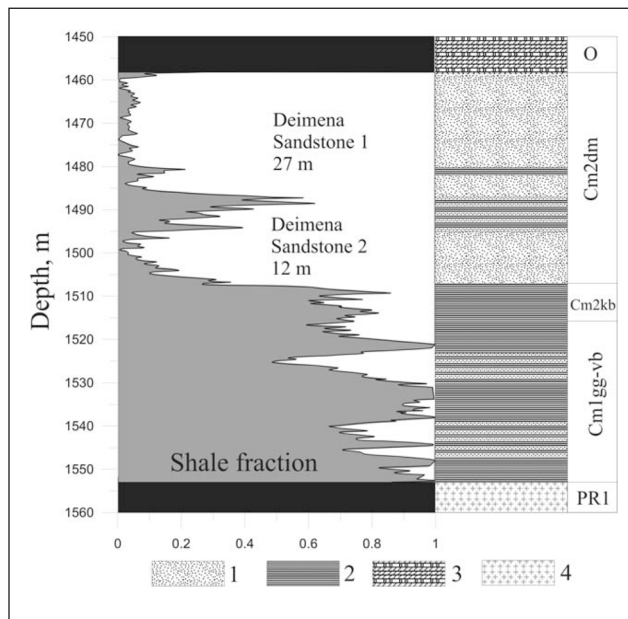 1450
1460
1470
1480
1490
1500
1510
1520
1530
1540
1550
1560
Depth, m
Deimena
Sandstone 1
27 m
Deimena
Sandstone 2
12 m
Shale fraction
O
Cm2dm
Cm2kb
Cm1gg-vb
PR1
0 0.2 0.4 0.6 0.8 1
1 2 3 4